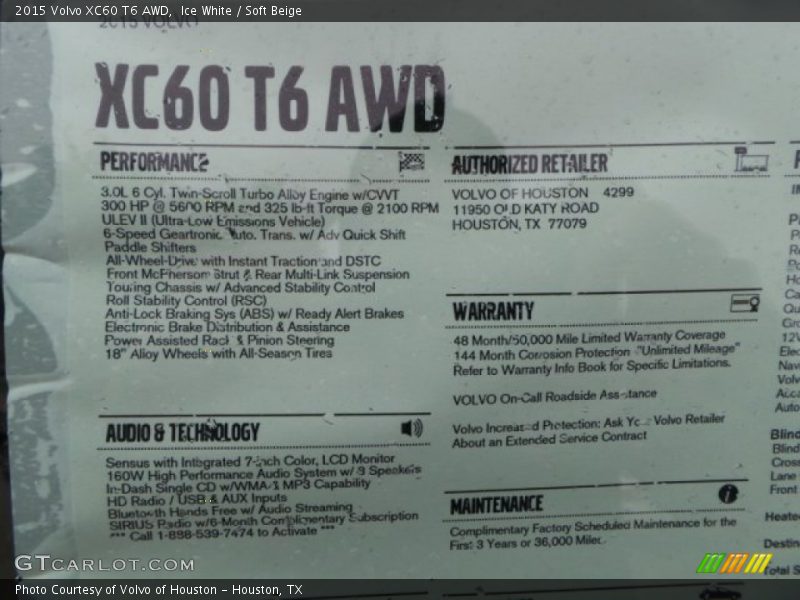 2015 Volvo XC60 T6 AWD, Ice White / Soft Beige
2015 VOLVO
XC60 T6 AWD
PERFORMANCE
3.0L 6 Cyl. Twin-Scroll Turbo Alloy Engine w/CVVT
300 HP @ 5600 RPM and 325 lb-ft Torque @ 2100 RPM
ULEV II (Ultra-Low Emissions Vehicle)
6-Speed Geartronic Auto. Trans. w/ Adv Quick Shift
Paddle Shifters
All-Wheel-Drive with Instant Traction and DSTC
Front McPherson Strut & Rear Multi-Link Suspension
Touring Chassis w/ Advanced Stability Control
Roll Stability Control (RSC)
Anti-Lock Braking Sys (ABS) w/ Ready Alert Brakes
Electronic Brake Distribution & Assistance
Power Assisted Rack & Pinion Steering
18" Alloy Wheels with All-Season Tires
AUDIO & TECHNOLOGY
Sensus with Integrated 7-inch Color, LCD Monitor
160W High Performance Audio System w/ 8 Speakers
In-Dash Single CD w/WMA & MP3 Capability
HD Radio / USB & AUX Inputs
Bluetooth Hands Free w/ Audio Streaming
SIRIUS Radio w/6-Month Complimentary Subscription
*** Call 1-888-539-7474 to Activate ***
AUTHORIZED RETAILER
VOLVO OF HOUSTON 4299
11950 OLD KATY ROAD
HOUSTON, TX 77079
WARRANTY
48 Month/50,000 Mile Limited Warranty Coverage
144 Month Corrosion Protection "Unlimited Mileage"
Refer to Warranty Info Book for Specific Limitations.
VOLVO On-Call Roadside Assistance
Volvo Increased Protection: Ask Your Volvo Retailer
About an Extended Service Contract
MAINTENANCE
Complimentary Factory Scheduled Maintenance for the
First 3 Years or 36,000 Miles.
Blind
Cross
Lane
Front
Heated
Total S
GTCARLOT.COM
Photo Courtesy of Volvo of Houston - Houston, TX